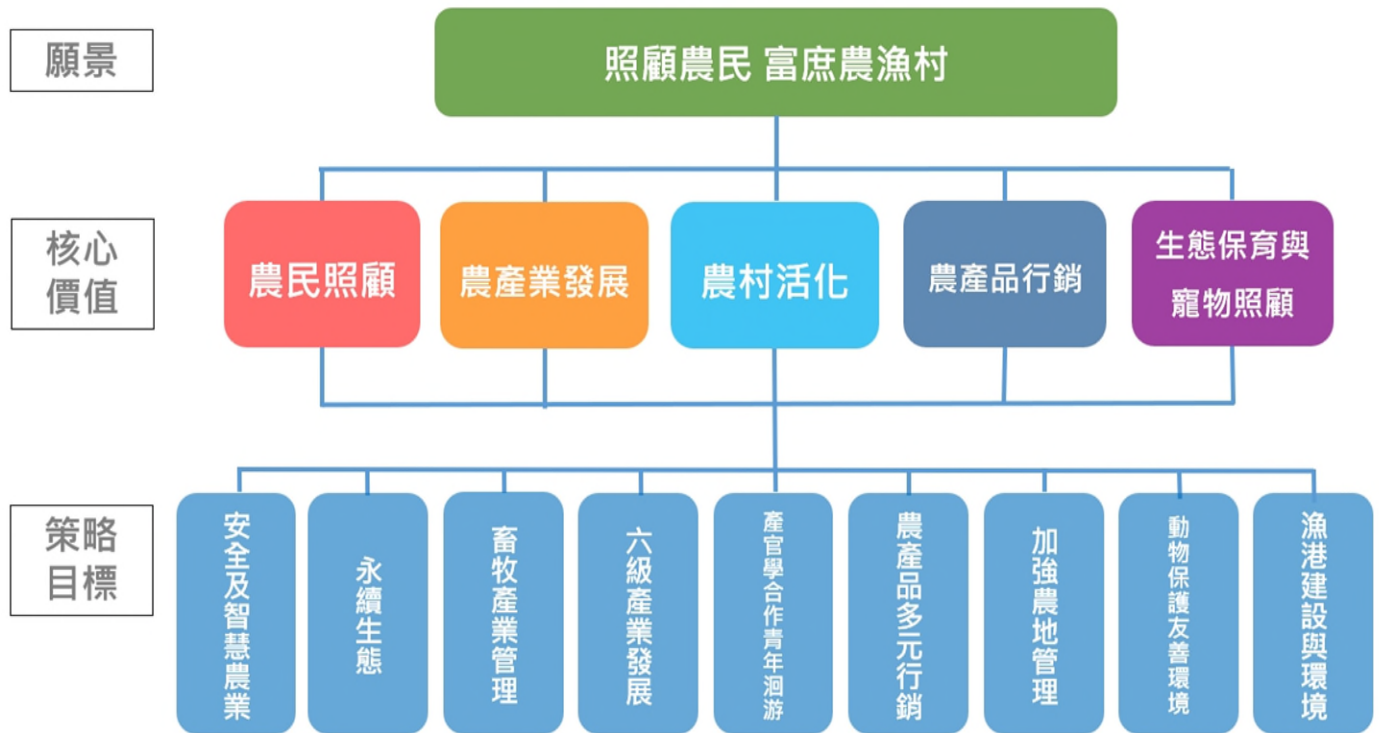 願景
照顧農民 富庶農漁村
核心
價值
農民照顧
農產業發展
農村活化
農產品行銷
生態保育與
寵物照顧
策略
目標
安全及智慧農業
永續生態
畜牧產業管理
六級產業發展
產官學合作青年洄游
農產品多元行銷
加強農地管理
動物保護友善環境
漁港建設與環境